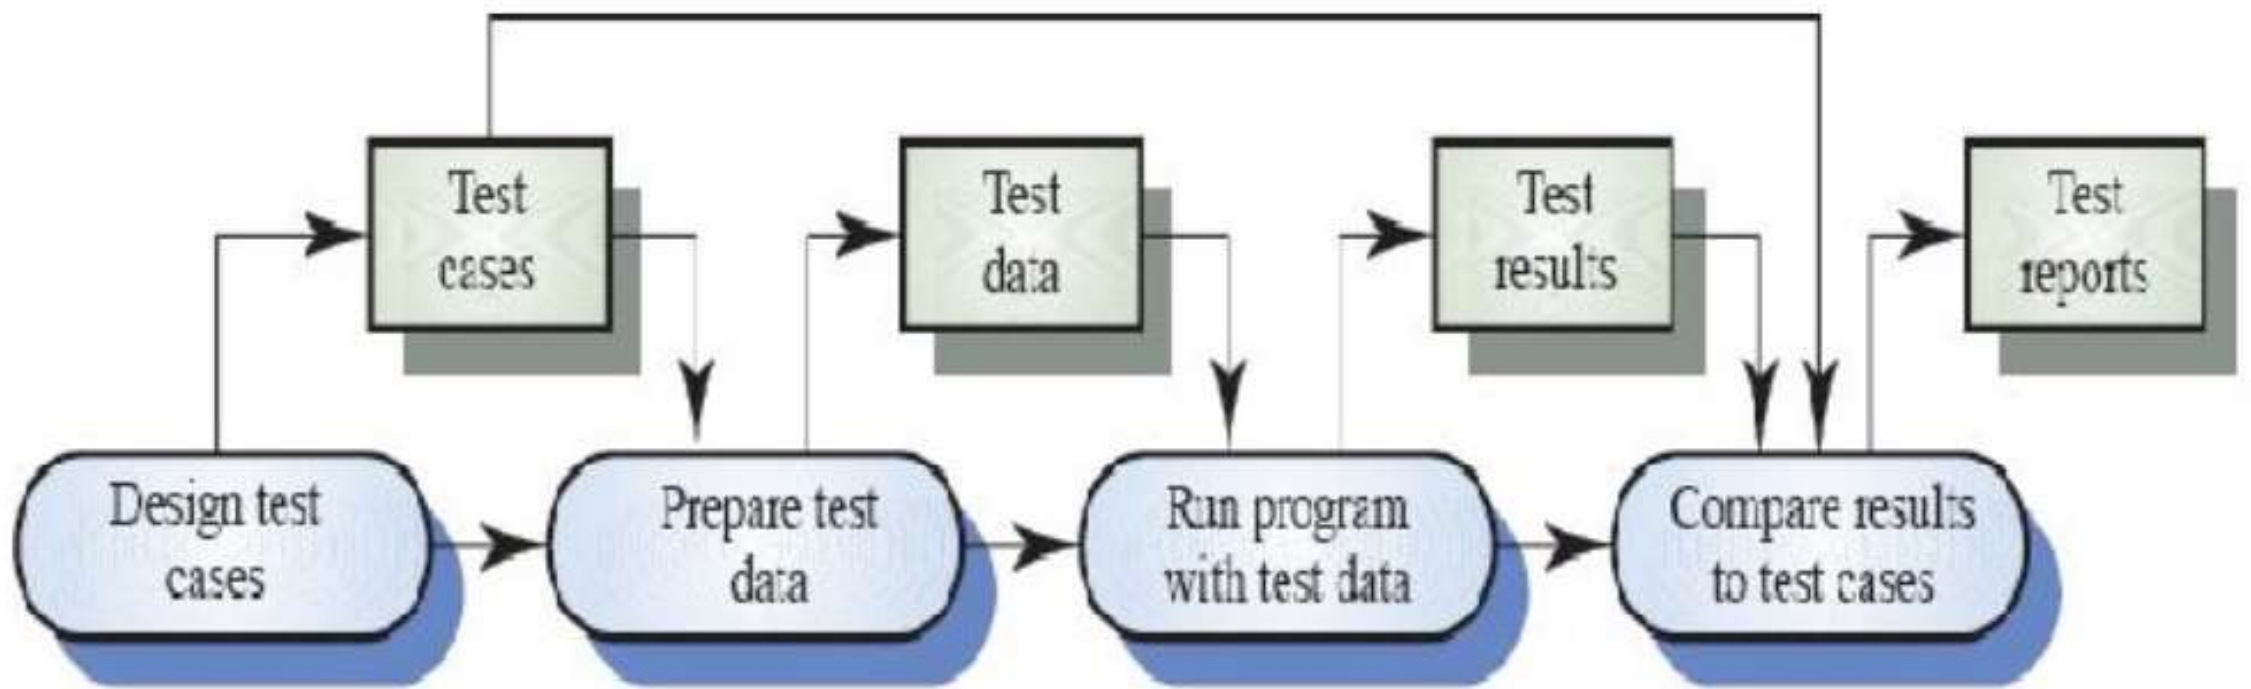 Test
cases
Test
data
Test
results
Test
reports
Design test
cases
Prepare test
data
Run program
with test data
Compare results
to test cases